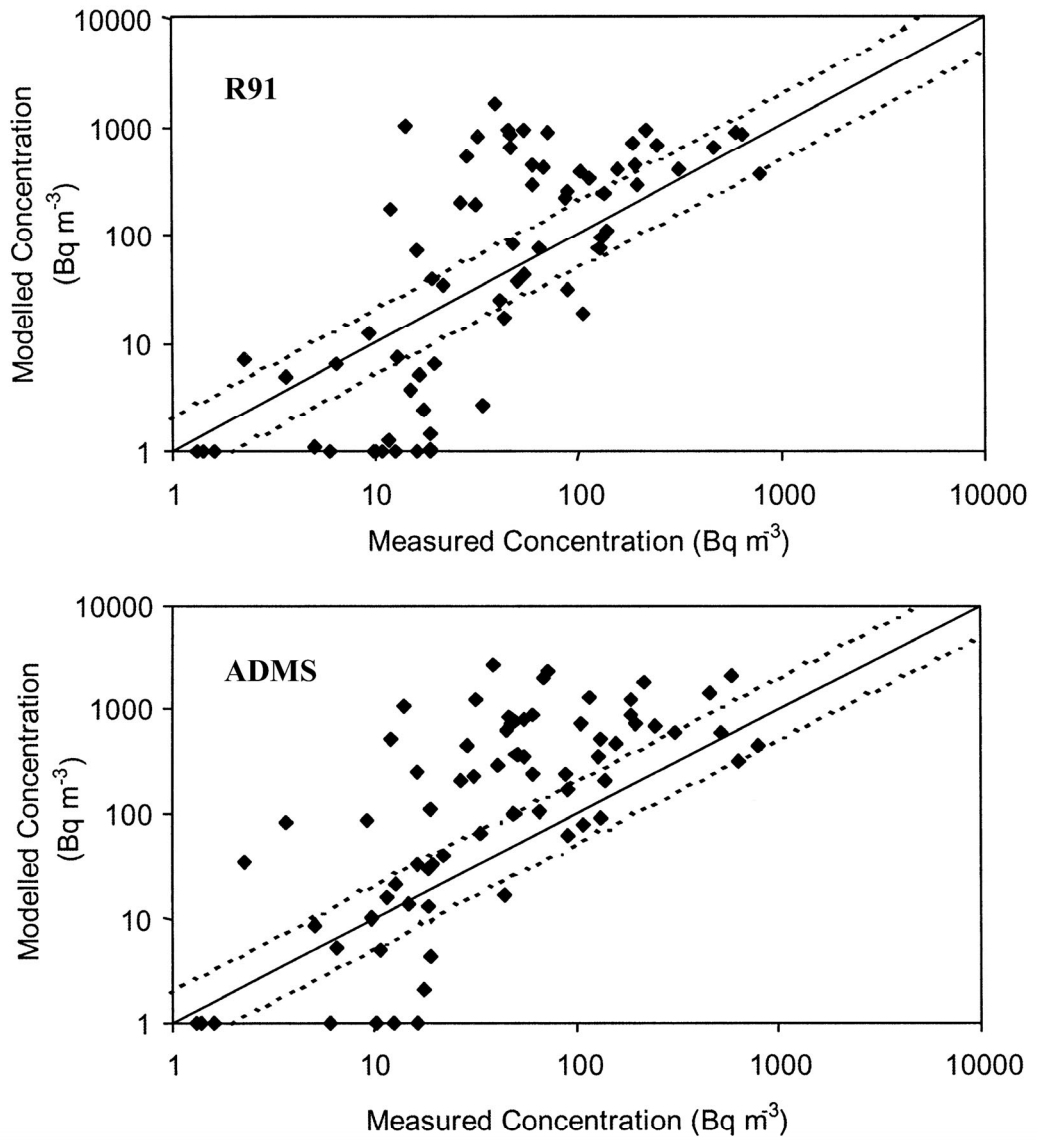 10000
1000
100
10
1
R91
Modelled Concentration
(Bq m-3)
1 10 100 1000 10000
Measured Concentration (Bq m-3)
10000
1000
100
10
1
ADMS
Modelled Concentration
(Bq m-3)
1 10 100 1000 10000
Measured Concentration (Bq m-3)